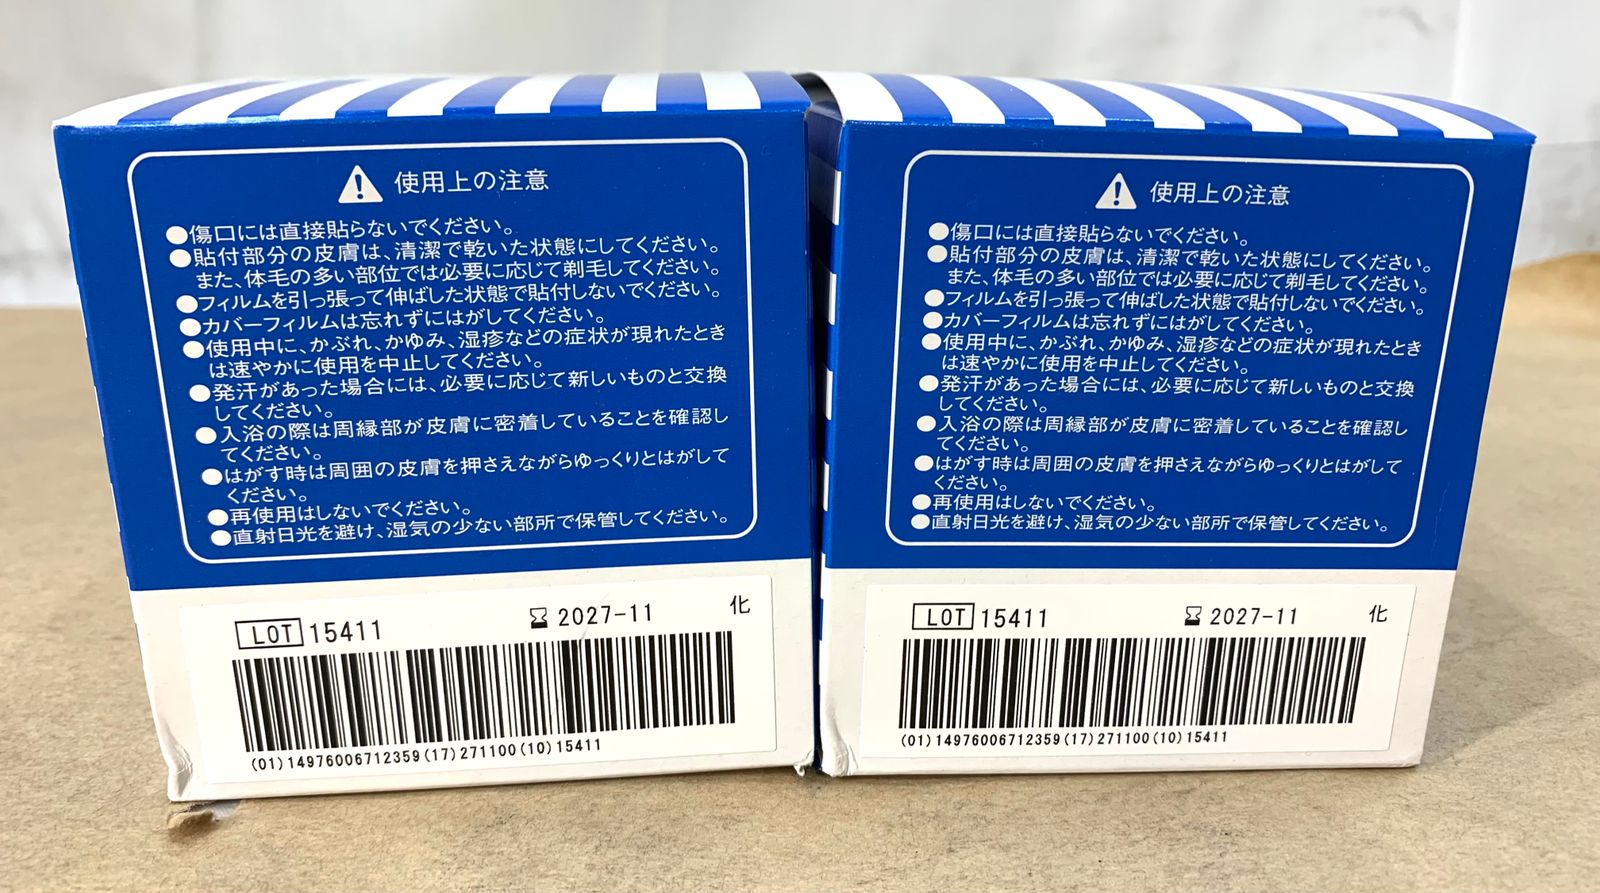 使用上の注意
●傷口には直接貼らないでください。
●貼付部分の皮膚は、清潔で乾いた状態にしてください。
また、体毛の多い部位では必要に応じて剃毛してください。
●フィルムを引っ張って伸ばした状態で貼付しないでください。
●カバーフィルムは忘れずにはがしてください。
●使用中に、かぶれ、かゆみ、湿疹などの症状が現れたとき
は速やかに使用を中止してください。
●発汗があった場合には、必要に応じて新しいものと交換
してください。
●入浴の際は周縁部が皮膚に密着していることを確認し
てください。
●はがす時は周囲の皮膚を押さえながらゆっくりとはがして
ください。
●再使用はしないでください。
●直射日光を避け、湿気の少ない部所で保管してください。
LOT 15411 2027-11 化
(01)14976006712359(17)271100(10)15411
使用上の注意
●傷口には直接貼らないでください。
●貼付部分の皮膚は、清潔で乾いた状態にしてください。
また、体毛の多い部位では必要に応じて剃毛してください。
●フィルムを引っ張って伸ばした状態で貼付しないでください。
●カバーフィルムは忘れずにはがしてください。
●使用中に、かぶれ、かゆみ、湿疹などの症状が現れたとき
は速やかに使用を中止してください。
●発汗があった場合には、必要に応じて新しいものと交換
してください。
●入浴の際は周縁部が皮膚に密着していることを確認し
てください。
●はがす時は周囲の皮膚を押さえながらゆっくりとはがして
ください。
●再使用はしないでください。
●直射日光を避け、湿気の少ない部所で保管してください。
LOT 15411 2027-11 化
(01)14976006712359(17)271100(10)15411